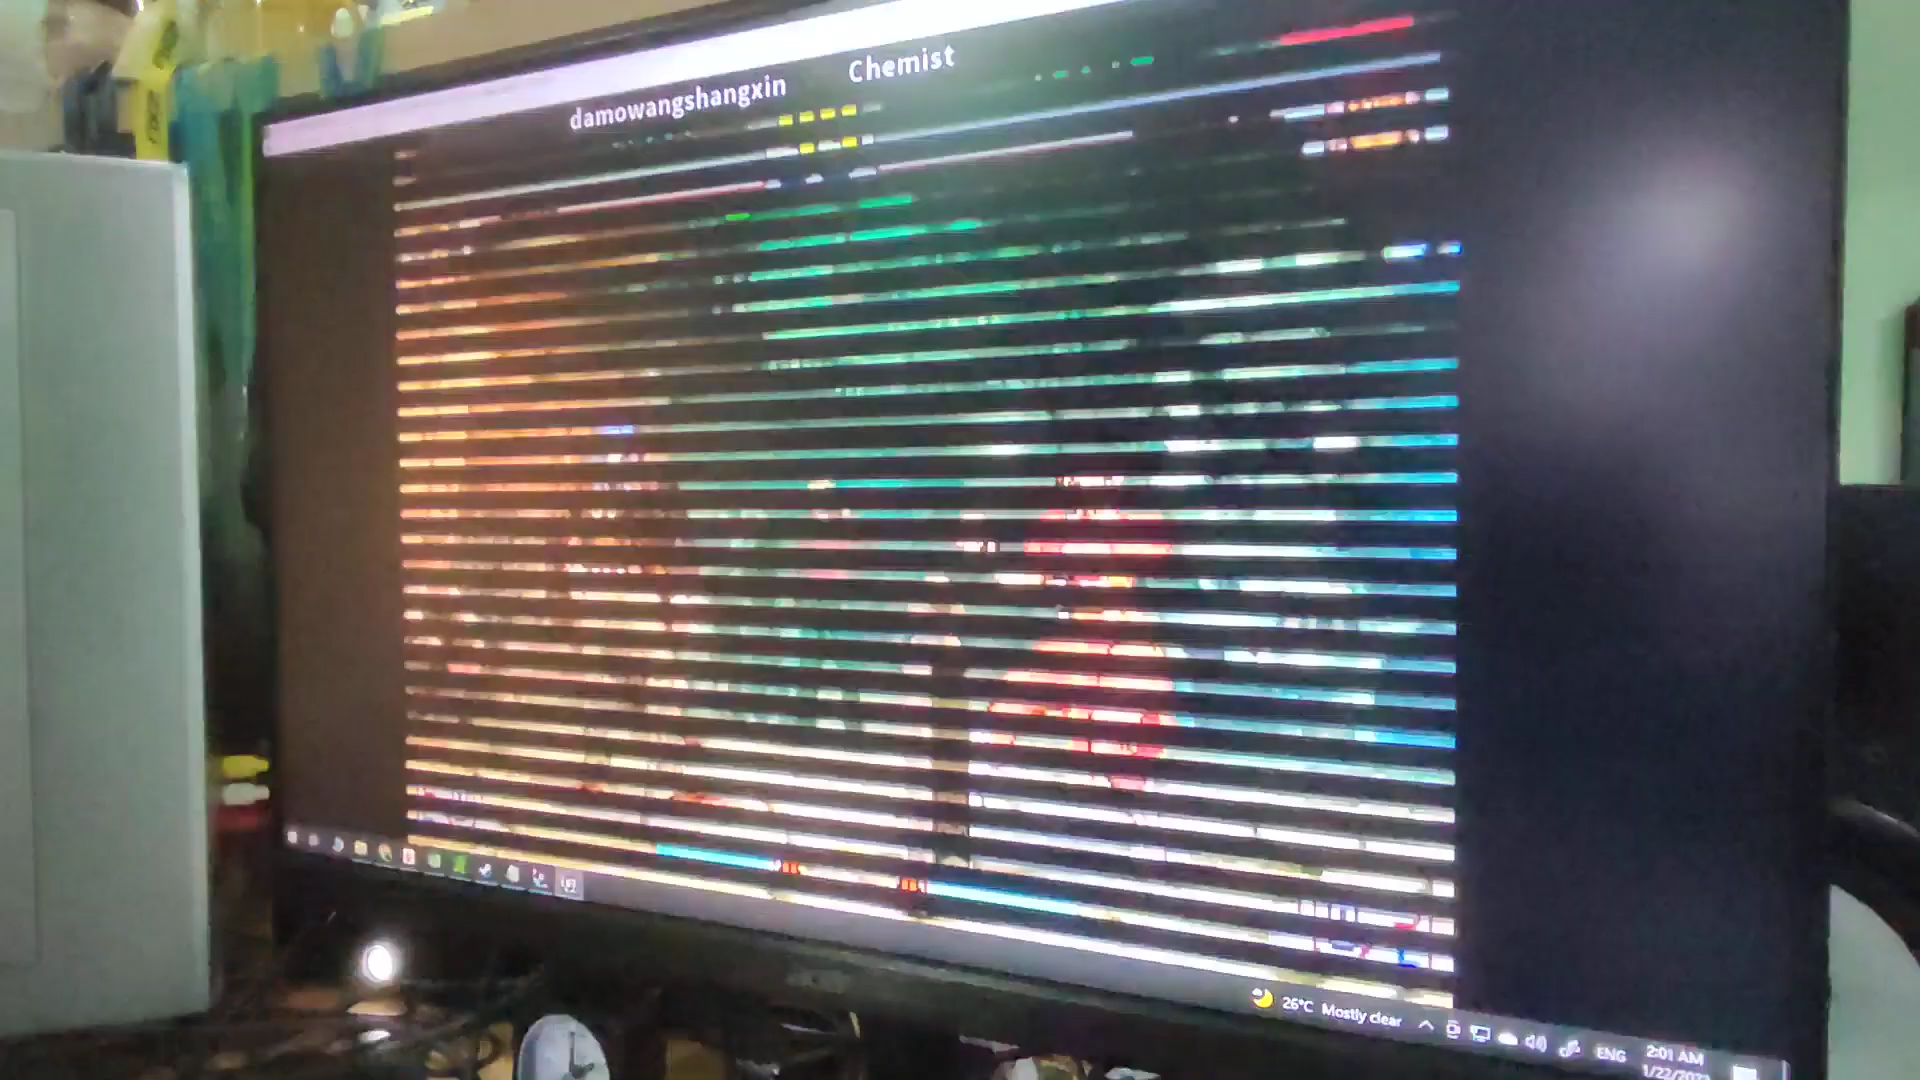 Chemist
damowangshangxin
26°C Mostly clear
ENG
2:01 AM